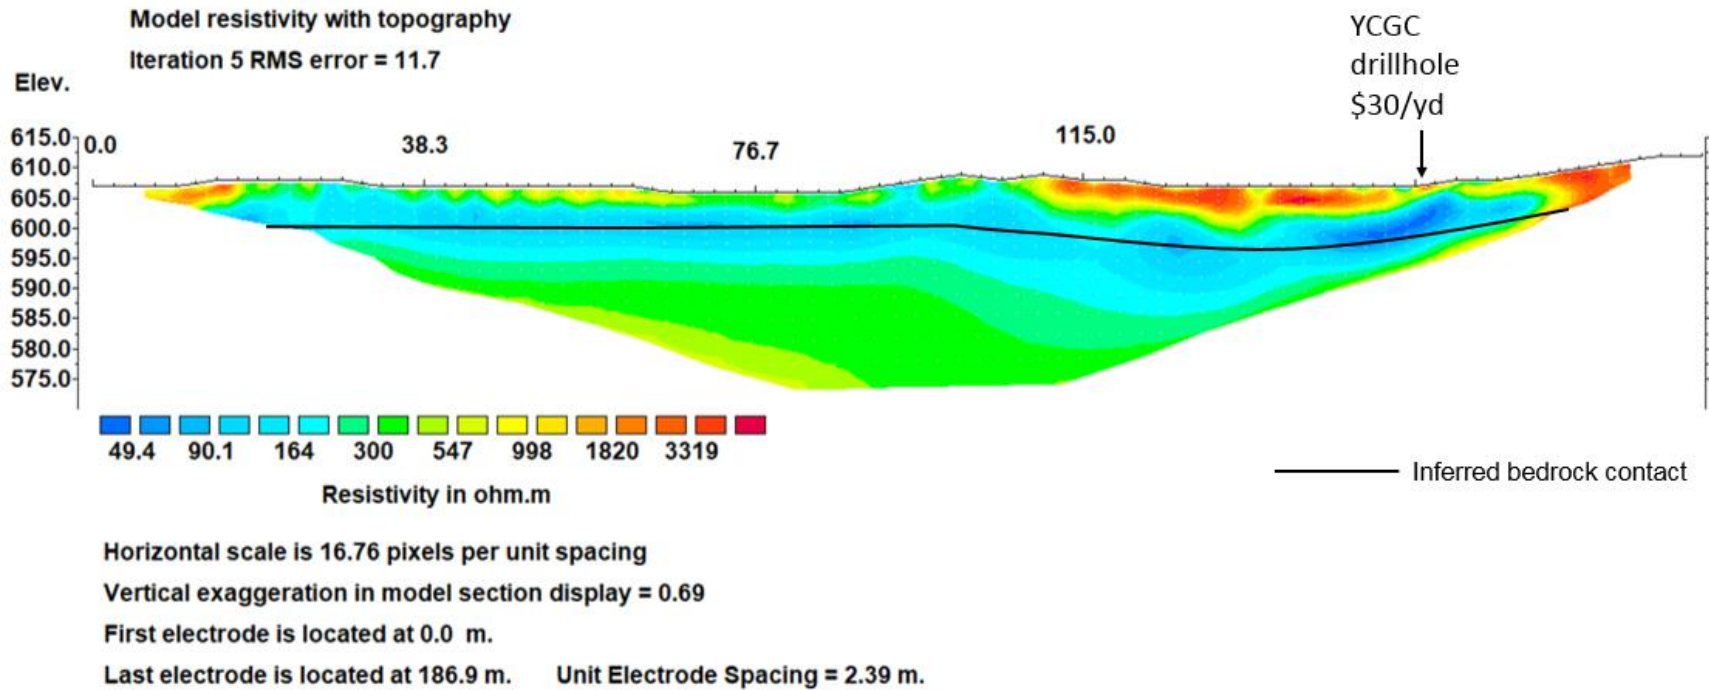 Model resistivity with topography
Iteration 5 RMS error = 11.7
YCGC
drillhole
$30/yd
Elev.
615.0
610.0
605.0
600.0
595.0
590.0
585.0
580.0
575.0
0.0 38.3 76.7 115.0
49.4 90.1 164 300 547 998 1820 3319
Resistivity in ohm.m
Inferred bedrock contact
Horizontal scale is 16.76 pixels per unit spacing
Vertical exaggeration in model section display = 0.69
First electrode is located at 0.0 m.
Last electrode is located at 186.9 m. Unit Electrode Spacing = 2.39 m.